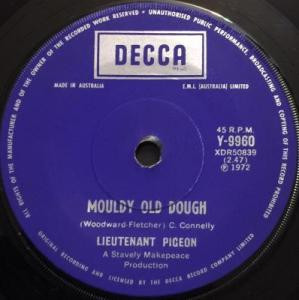 ALL RIGHTS OF THE MANUFACTURER AND OF THE OWNER OF THE RECORDED WORK RESERVED • UNAUTHORISED PUBLIC PERFORMANCE, BROADCASTING AND COPYING OF THIS RECORD PROHIBITED
DECCA
MADE IN AUSTRALIA
E.M.I. (AUSTRALIA) LIMITED
45 R.P.M.
Y-9960
XDR50839
(2.47)
Ⓟ 1972
MOULDY OLD DOUGH
(Woodward-Fletcher) C. Connelly
LIEUTENANT PIGEON
A Stavely Makepeace
Production
ORIGINAL RECORDING BY THE DECCA RECORD COMPANY LIMITED, LONDON